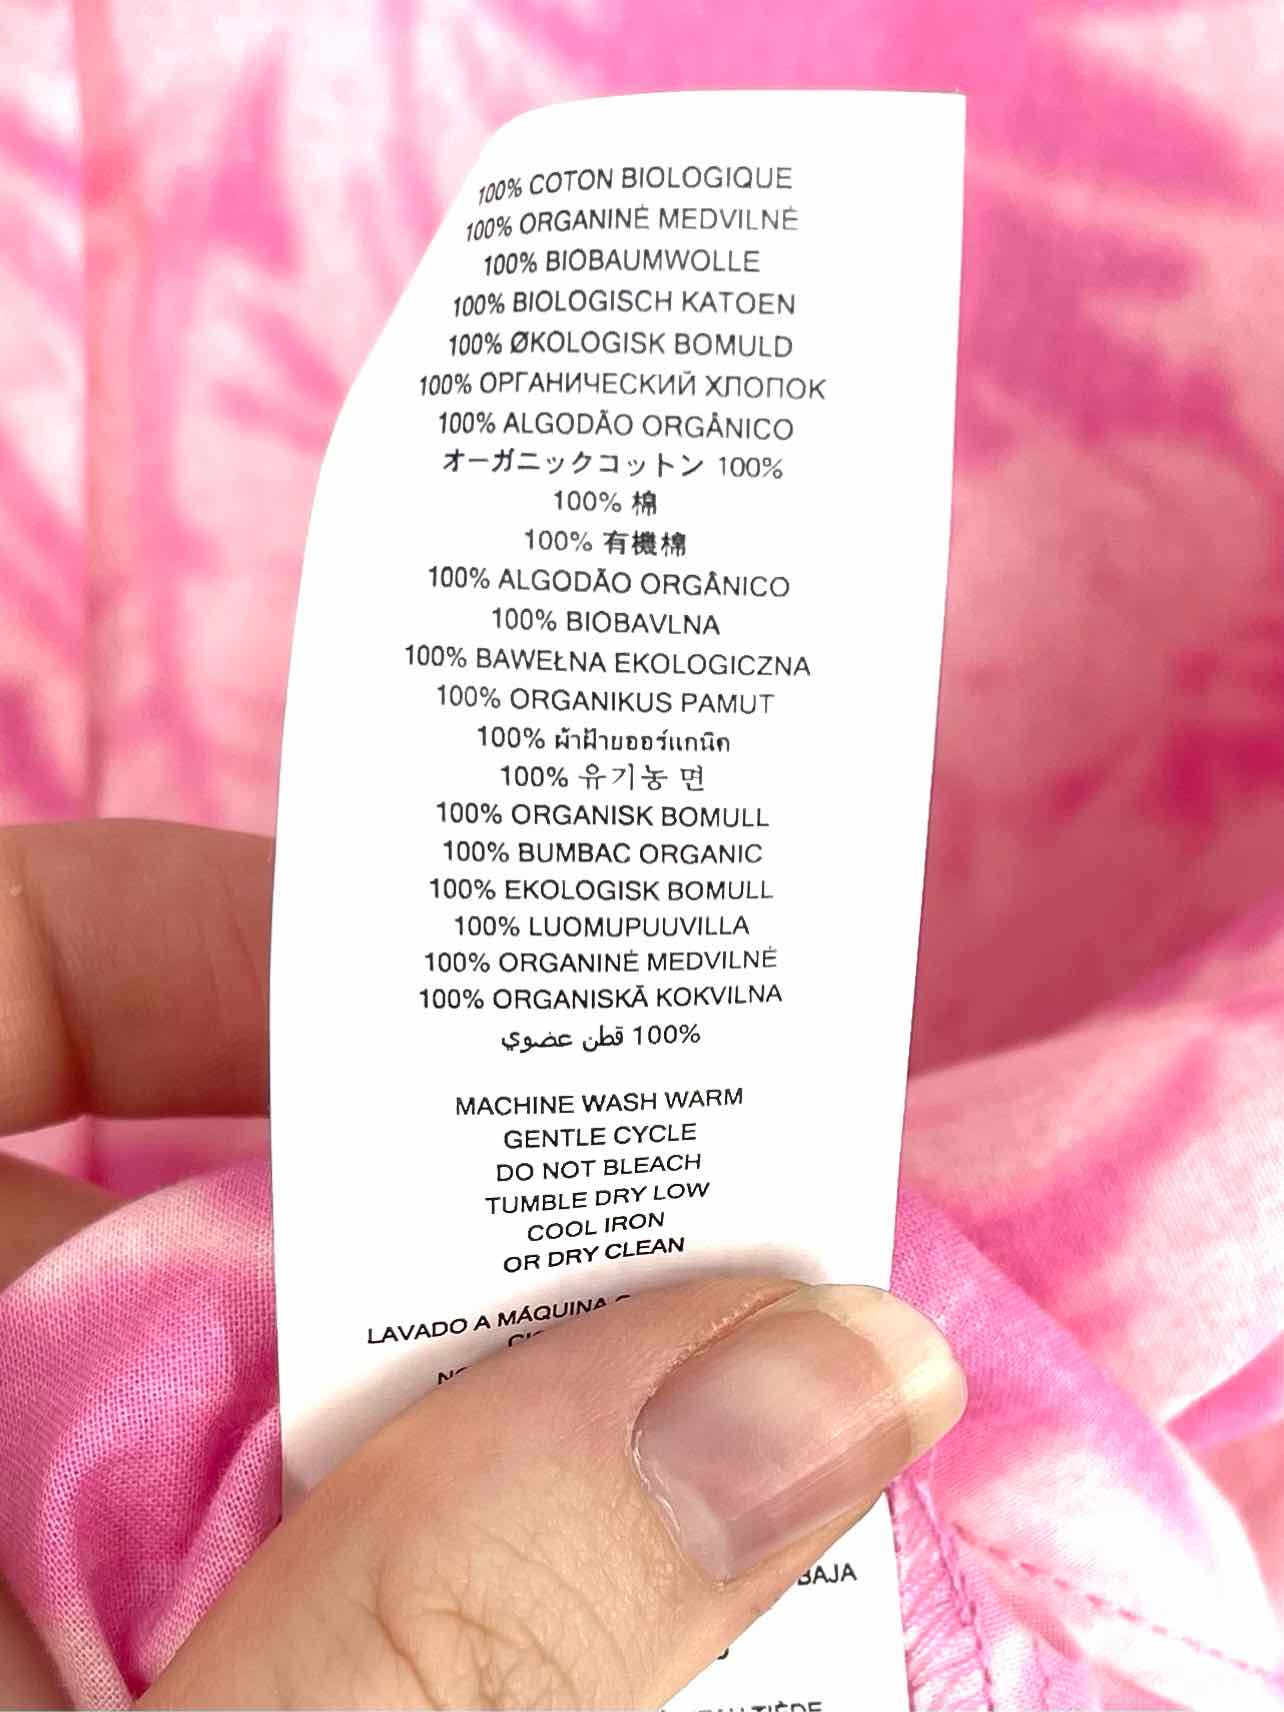 100% COTON BIOLOGIQUE
100% ORGANINĖ MEDVILNĖ
100% BIOBAUMWOLLE
100% BIOLOGISCH KATOEN
100% ØKOLOGISK BOMULD
100% ОРГАНИЧЕСКИЙ ХЛОПОК
100% ALGODÃO ORGÂNICO
オーガニックコットン 100%
100% 棉
100% 有機棉
100% ALGODÃO ORGÂNICO
100% BIOBAVLNA
100% BAWEŁNA EKOLOGICZNA
100% ORGANIKUS PAMUT
100% ผ้าฝ้ายออร์แกนิค
100% 유기농 면
100% ORGANISK BOMULL
100% BUMBAC ORGANIC
100% EKOLOGISK BOMULL
100% LUOMUPUUVILLA
100% ORGANINĖ MEDVILNĖ
100% ORGANISKĀ KOKVILNA
100% قطن عضوي
MACHINE WASH WARM
GENTLE CYCLE
DO NOT BLEACH
TUMBLE DRY LOW
COOL IRON
OR DRY CLEAN
LAVADO A MÁQUINA
BAJA
TIÈDE